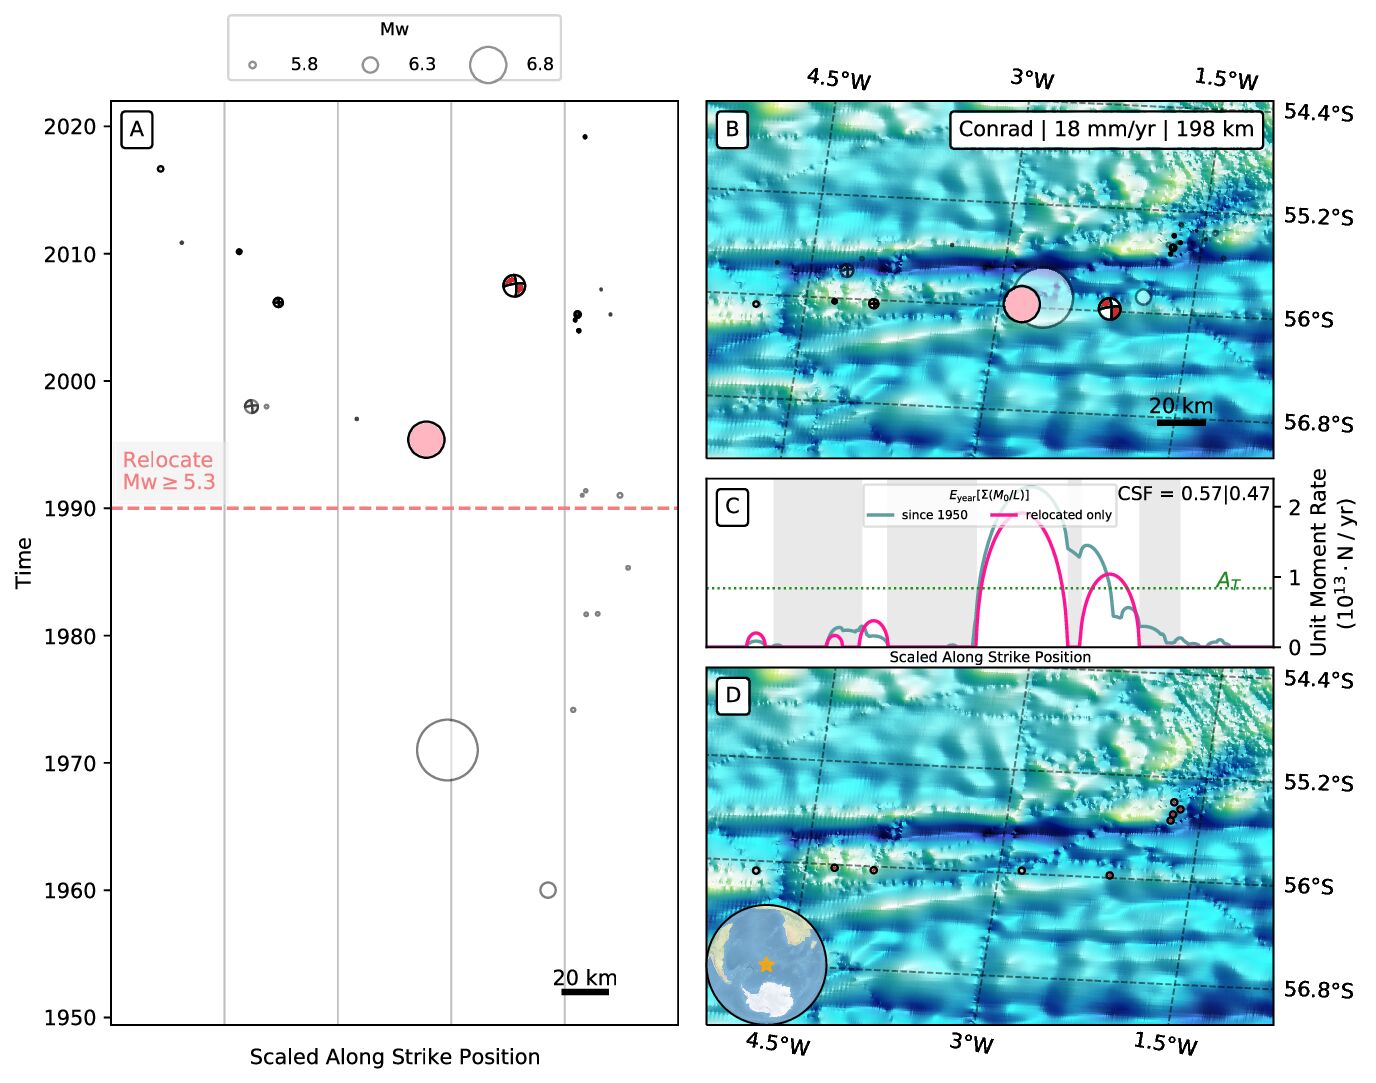 Mw
5.8 6.3 6.8
A
2020
2010
2000
1990
1980
1970
1960
1950
Time
Relocate
Mw ≥ 5.3
20 km
Scaled Along Strike Position
4.5°W 3°W 1.5°W
B
Conrad | 18 mm/yr | 198 km
54.4°S
55.2°S
56°S
56.8°S
20 km
C
E_year[Σ(M_0/L)]
since 1950 relocated only
CSF = 0.57|0.47
A_T
2
1
0
Unit Moment Rate
(10^13 · N / yr)
Scaled Along Strike Position
D
54.4°S
55.2°S
56°S
56.8°S
4.5°W 3°W 1.5°W